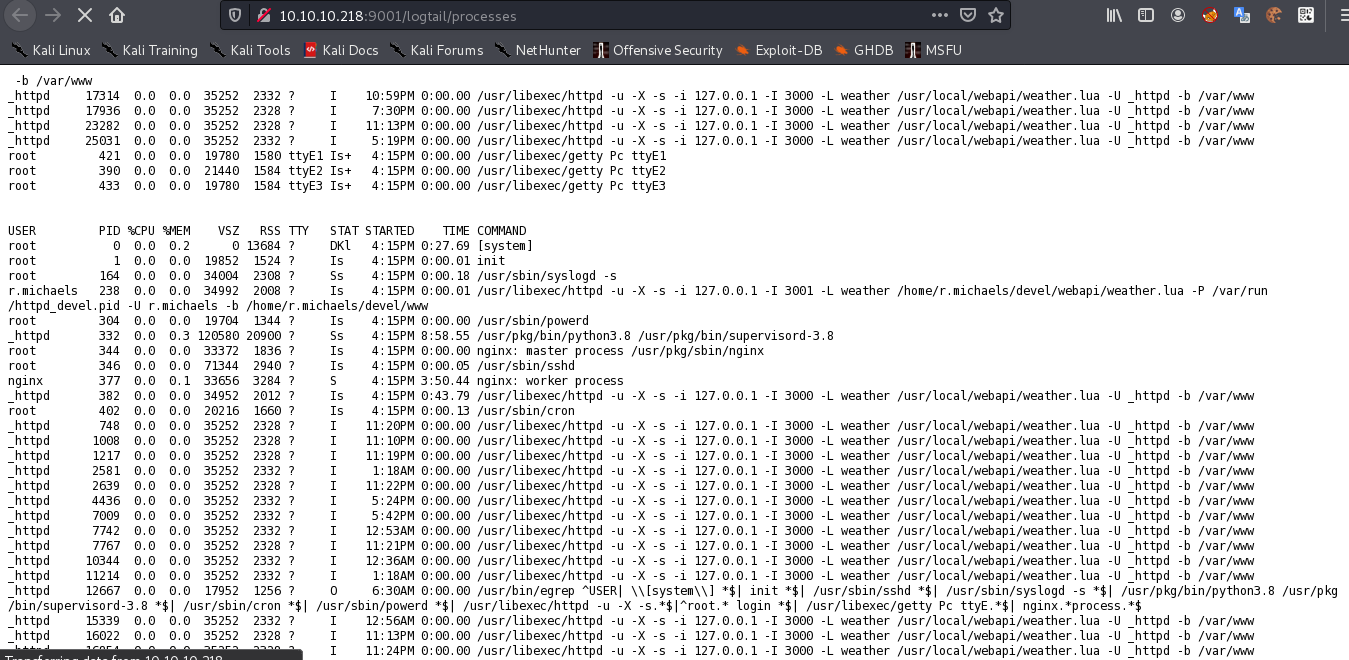 10.10.10.218:9001/logtail/processes
Kali Linux Kali Training Kali Tools Kali Docs Kali Forums NetHunter Offensive Security Exploit-DB GHDB MSFU
-b /var/www
_httpd 17314 0.0 0.0 35252 2332 ? I 10:59PM 0:00.00 /usr/libexec/httpd -u -X -s -i 127.0.0.1 -I 3000 -L weather /usr/local/webapi/weather.lua -U _httpd -b /var/www
_httpd 17936 0.0 0.0 35252 2328 ? I 7:30PM 0:00.00 /usr/libexec/httpd -u -X -s -i 127.0.0.1 -I 3000 -L weather /usr/local/webapi/weather.lua -U _httpd -b /var/www
_httpd 23282 0.0 0.0 35252 2328 ? I 11:13PM 0:00.00 /usr/libexec/httpd -u -X -s -i 127.0.0.1 -I 3000 -L weather /usr/local/webapi/weather.lua -U _httpd -b /var/www
_httpd 25031 0.0 0.0 35252 2332 ? I 5:19PM 0:00.00 /usr/libexec/httpd -u -X -s -i 127.0.0.1 -I 3000 -L weather /usr/local/webapi/weather.lua -U _httpd -b /var/www
root 421 0.0 0.0 19780 1580 ttyE1 Is+ 4:15PM 0:00.00 /usr/libexec/getty Pc ttyE1
root 390 0.0 0.0 21440 1584 ttyE2 Is+ 4:15PM 0:00.00 /usr/libexec/getty Pc ttyE2
root 433 0.0 0.0 19780 1584 ttyE3 Is+ 4:15PM 0:00.00 /usr/libexec/getty Pc ttyE3
USER PID %CPU %MEM VSZ RSS TTY STAT STARTED TIME COMMAND
root 0 0.0 0.2 0 13684 ? DKl 4:15PM 0:27.69 [system]
root 1 0.0 0.0 19852 1524 ? Is 4:15PM 0:00.01 init
root 164 0.0 0.0 34004 2308 ? Ss 4:15PM 0:00.18 /usr/sbin/syslogd -s
r.michaels 238 0.0 0.0 34992 2008 ? Is 4:15PM 0:00.01 /usr/libexec/httpd -u -X -s -i 127.0.0.1 -I 3001 -L weather /home/r.michaels/devel/webapi/weather.lua -P /var/run
/httpd_devel.pid -U r.michaels -b /home/r.michaels/devel/www
root 304 0.0 0.0 19704 1344 ? Is 4:15PM 0:00.00 /usr/sbin/powerd
_httpd 332 0.0 0.3 120580 20900 ? Ss 4:15PM 8:58.55 /usr/pkg/bin/python3.8 /usr/pkg/bin/supervisord-3.8
root 344 0.0 0.0 33372 1836 ? Is 4:15PM 0:00.00 nginx: master process /usr/pkg/sbin/nginx
root 346 0.0 0.0 71344 2940 ? Is 4:15PM 0:00.05 /usr/sbin/sshd
nginx 377 0.0 0.1 33656 3284 ? S 4:15PM 3:50.44 nginx: worker process
_httpd 382 0.0 0.0 34952 2012 ? Is 4:15PM 0:43.79 /usr/libexec/httpd -u -X -s -i 127.0.0.1 -I 3000 -L weather /usr/local/webapi/weather.lua -U _httpd -b /var/www
root 402 0.0 0.0 20216 1660 ? Is 4:15PM 0:00.13 /usr/sbin/cron
_httpd 748 0.0 0.0 35252 2328 ? I 11:20PM 0:00.00 /usr/libexec/httpd -u -X -s -i 127.0.0.1 -I 3000 -L weather /usr/local/webapi/weather.lua -U _httpd -b /var/www
_httpd 1008 0.0 0.0 35252 2328 ? I 11:10PM 0:00.00 /usr/libexec/httpd -u -X -s -i 127.0.0.1 -I 3000 -L weather /usr/local/webapi/weather.lua -U _httpd -b /var/www
_httpd 1217 0.0 0.0 35252 2328 ? I 11:19PM 0:00.00 /usr/libexec/httpd -u -X -s -i 127.0.0.1 -I 3000 -L weather /usr/local/webapi/weather.lua -U _httpd -b /var/www
_httpd 2581 0.0 0.0 35252 2332 ? I 1:18AM 0:00.00 /usr/libexec/httpd -u -X -s -i 127.0.0.1 -I 3000 -L weather /usr/local/webapi/weather.lua -U _httpd -b /var/www
_httpd 2639 0.0 0.0 35252 2328 ? I 11:22PM 0:00.00 /usr/libexec/httpd -u -X -s -i 127.0.0.1 -I 3000 -L weather /usr/local/webapi/weather.lua -U _httpd -b /var/www
_httpd 4436 0.0 0.0 35252 2332 ? I 5:24PM 0:00.00 /usr/libexec/httpd -u -X -s -i 127.0.0.1 -I 3000 -L weather /usr/local/webapi/weather.lua -U _httpd -b /var/www
_httpd 7009 0.0 0.0 35252 2332 ? I 5:42PM 0:00.00 /usr/libexec/httpd -u -X -s -i 127.0.0.1 -I 3000 -L weather /usr/local/webapi/weather.lua -U _httpd -b /var/www
_httpd 7742 0.0 0.0 35252 2332 ? I 12:53AM 0:00.00 /usr/libexec/httpd -u -X -s -i 127.0.0.1 -I 3000 -L weather /usr/local/webapi/weather.lua -U _httpd -b /var/www
_httpd 7767 0.0 0.0 35252 2328 ? I 11:21PM 0:00.00 /usr/libexec/httpd -u -X -s -i 127.0.0.1 -I 3000 -L weather /usr/local/webapi/weather.lua -U _httpd -b /var/www
_httpd 10344 0.0 0.0 35252 2332 ? I 12:36AM 0:00.00 /usr/libexec/httpd -u -X -s -i 127.0.0.1 -I 3000 -L weather /usr/local/webapi/weather.lua -U _httpd -b /var/www
_httpd 11214 0.0 0.0 35252 2332 ? I 1:18AM 0:00.00 /usr/libexec/httpd -u -X -s -i 127.0.0.1 -I 3000 -L weather /usr/local/webapi/weather.lua -U _httpd -b /var/www
_httpd 12667 0.0 0.0 17952 1256 ? O 6:30AM 0:00.00 /usr/bin/egrep ^USER| \\[system\\] *$| init *$| /usr/sbin/sshd *$| /usr/sbin/syslogd -s *$| /usr/pkg/bin/python3.8 /usr/pkg
/bin/supervisord-3.8 *$| /usr/sbin/cron *$| /usr/sbin/powerd *$| /usr/libexec/httpd -u -X -s.*$|^root.* login *$| /usr/libexec/getty Pc ttyE.*$| nginx.*process.*$
_httpd 15339 0.0 0.0 35252 2332 ? I 12:56AM 0:00.00 /usr/libexec/httpd -u -X -s -i 127.0.0.1 -I 3000 -L weather /usr/local/webapi/weather.lua -U _httpd -b /var/www
_httpd 16022 0.0 0.0 35252 2328 ? I 11:13PM 0:00.00 /usr/libexec/httpd -u -X -s -i 127.0.0.1 -I 3000 -L weather /usr/local/webapi/weather.lua -U _httpd -b /var/www
11:24PM 0:00.00 /usr/libexec/httpd -u -X -s -i 127.0.0.1 -I 3000 -L weather /usr/local/webapi/weather.lua -U _httpd -b /var/www